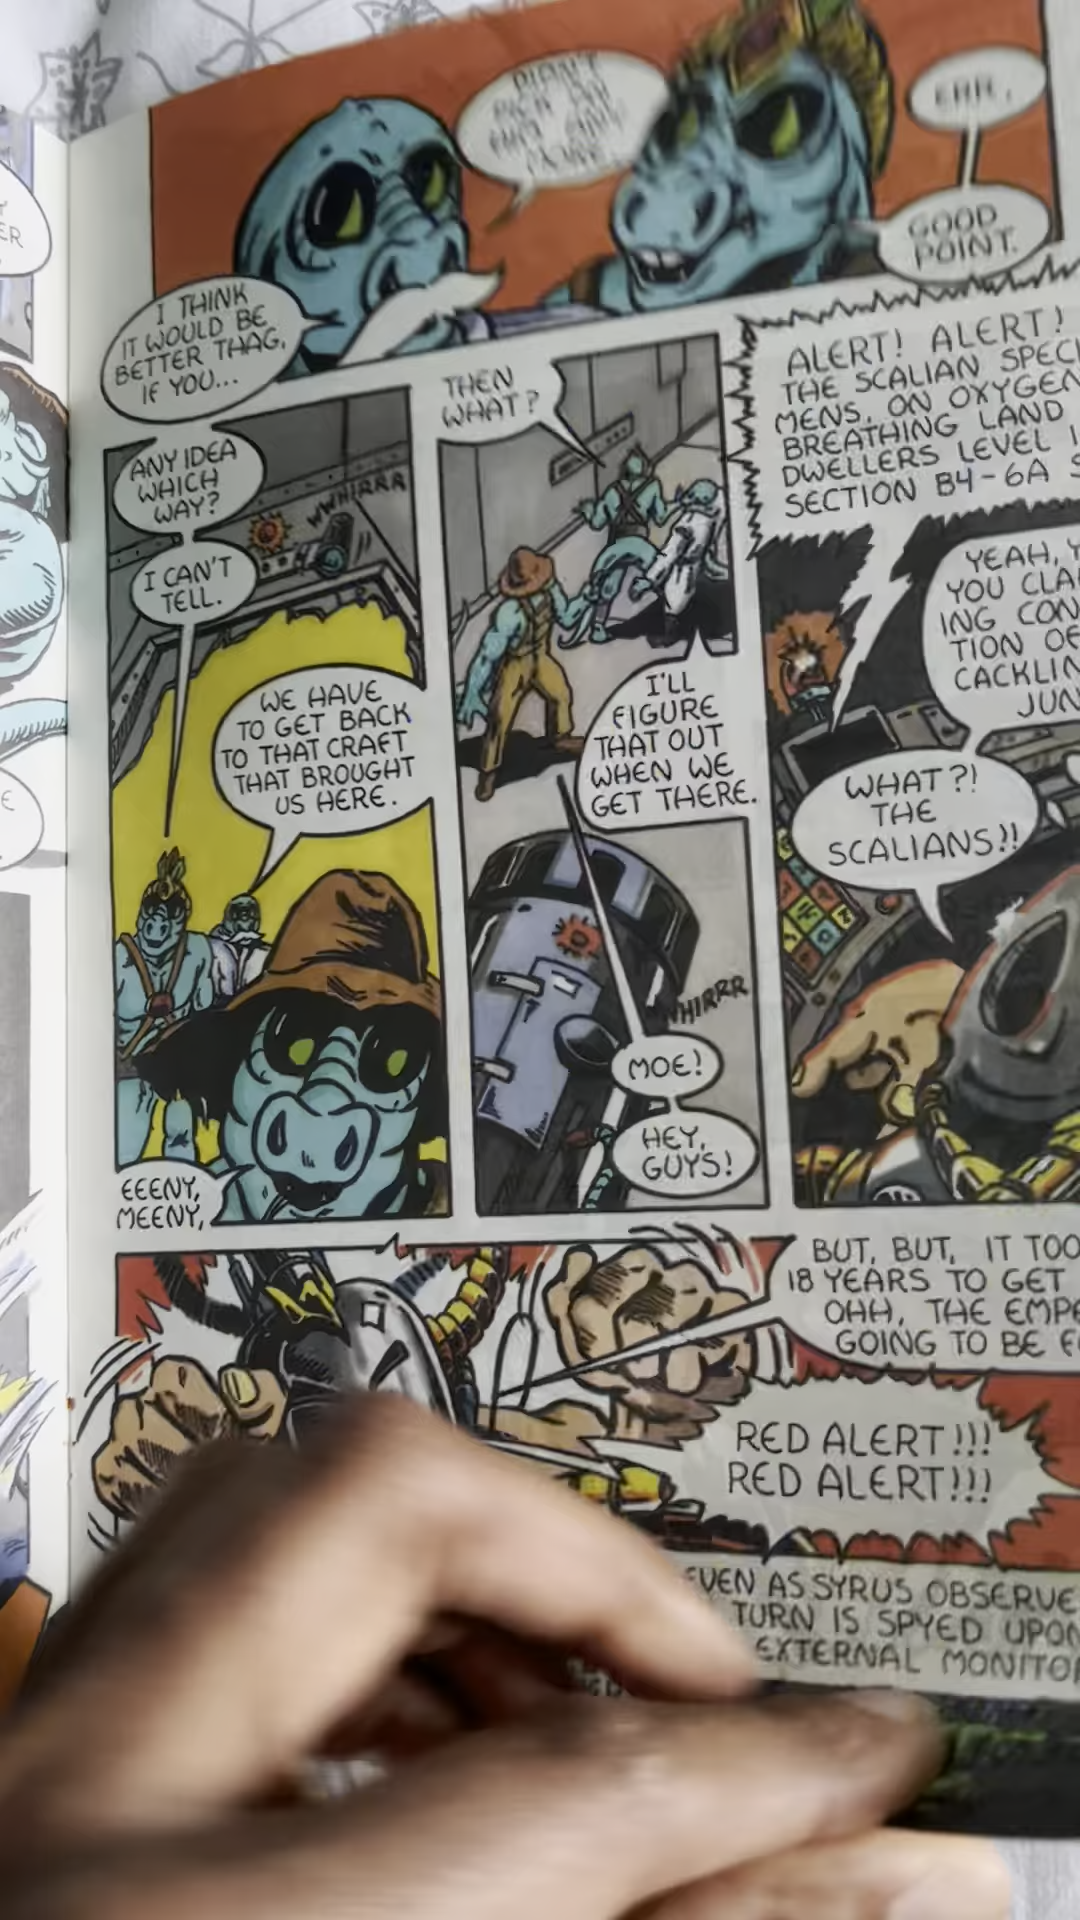 ERR.
GOOD
POINT.
I THINK
IT WOULD BE
BETTER THAG,
IF YOU...
ANY IDEA
WHICH
WAY?
I CAN'T
TELL.
WWHIRRR
WE HAVE
TO GET BACK
TO THAT CRAFT
THAT BROUGHT
US HERE.
EEENY,
MEENY,
THEN
WHAT?
I'LL
FIGURE
THAT OUT
WHEN WE
GET THERE.
WHIRRR
MOE!
HEY,
GUYS!
ALERT! ALERT!
THE SCALIAN SPECI
MENS, ON OXYGEN
BREATHING LAND
DWELLERS LEVEL
SECTION B4-6A
YEAH,
YOU CLA
ING CON
TION OF
CACKLIN
JUN
WHAT?!
THE
SCALIANS!!
BUT, BUT, IT TOO
18 YEARS TO GET
OHH, THE EMPE
GOING TO BE
RED ALERT!!!
RED ALERT!!!
EVEN AS SYRUS OBSERVE
TURN IS SPYED UPON
EXTERNAL MONITO